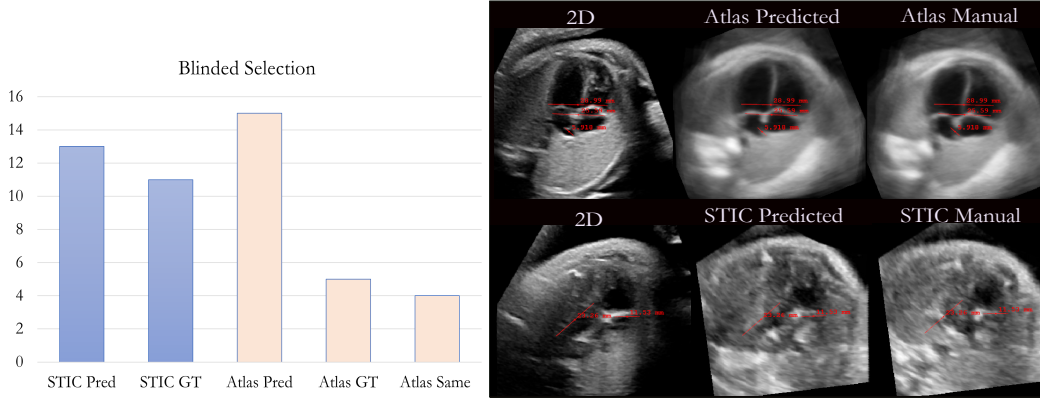 Blinded Selection
16
14
12
10
8
6
4
2
0
STIC Pred
STIC GT
Atlas Pred
Atlas GT
Atlas Same
2D
Atlas Predicted
Atlas Manual
2D
STIC Predicted
STIC Manual